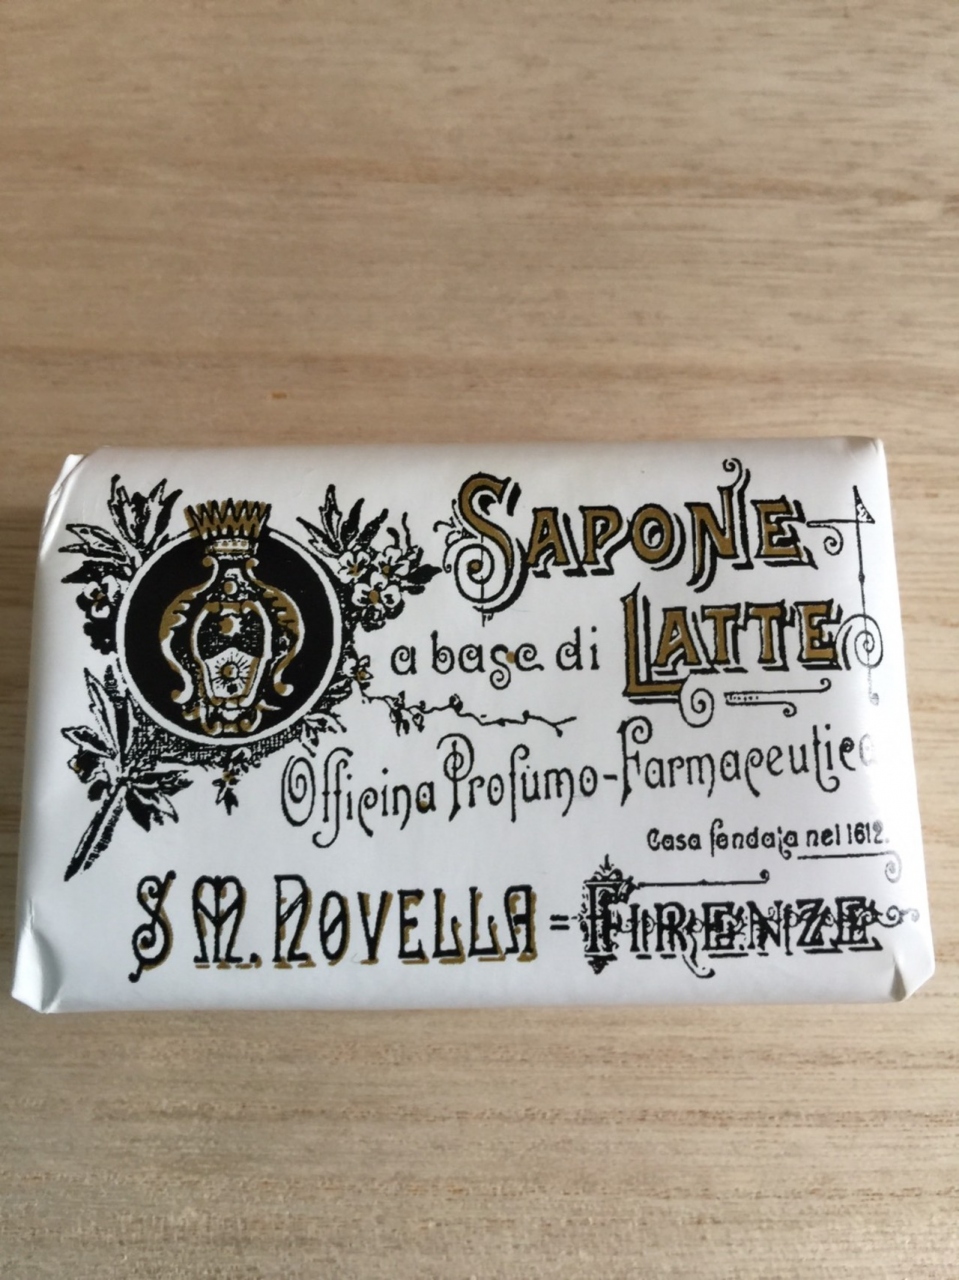 SAPONE
a base di LATTE
Officina Profumo-Farmaceutica
Casa fondata nel 1612.
S M. NOVELLA = FIRENZE